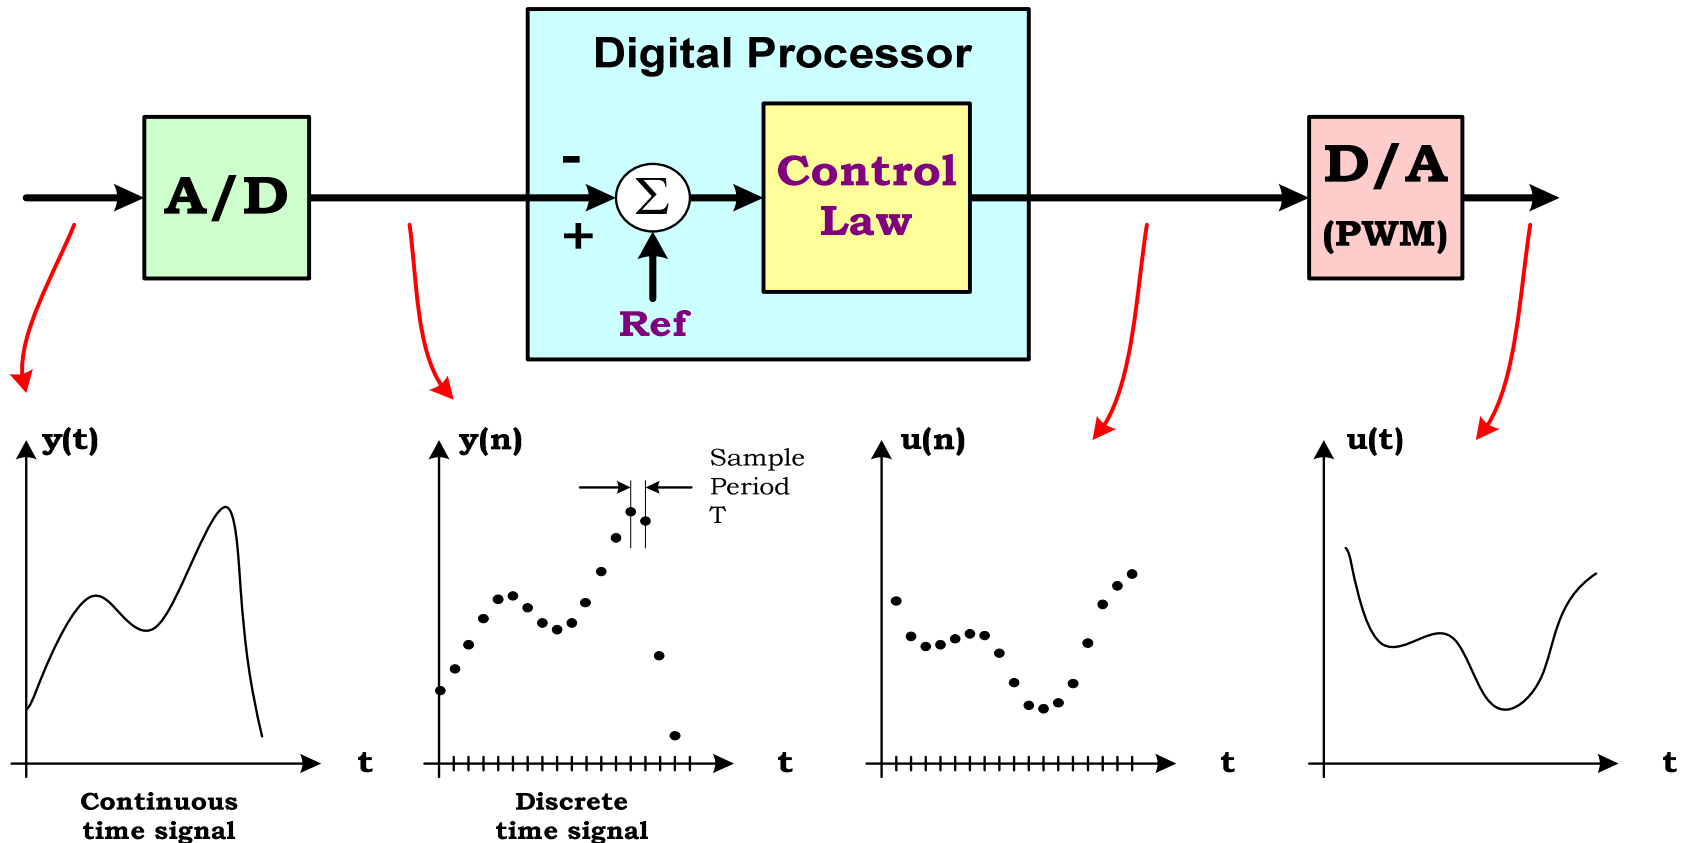 Digital Processor
A/D
-
+
Σ
Ref
Control
Law
D/A
(PWM)
y(t)
t
Continuous
time signal
y(n)
Sample
Period
T
t
Discrete
time signal
u(n)
t
u(t)
t